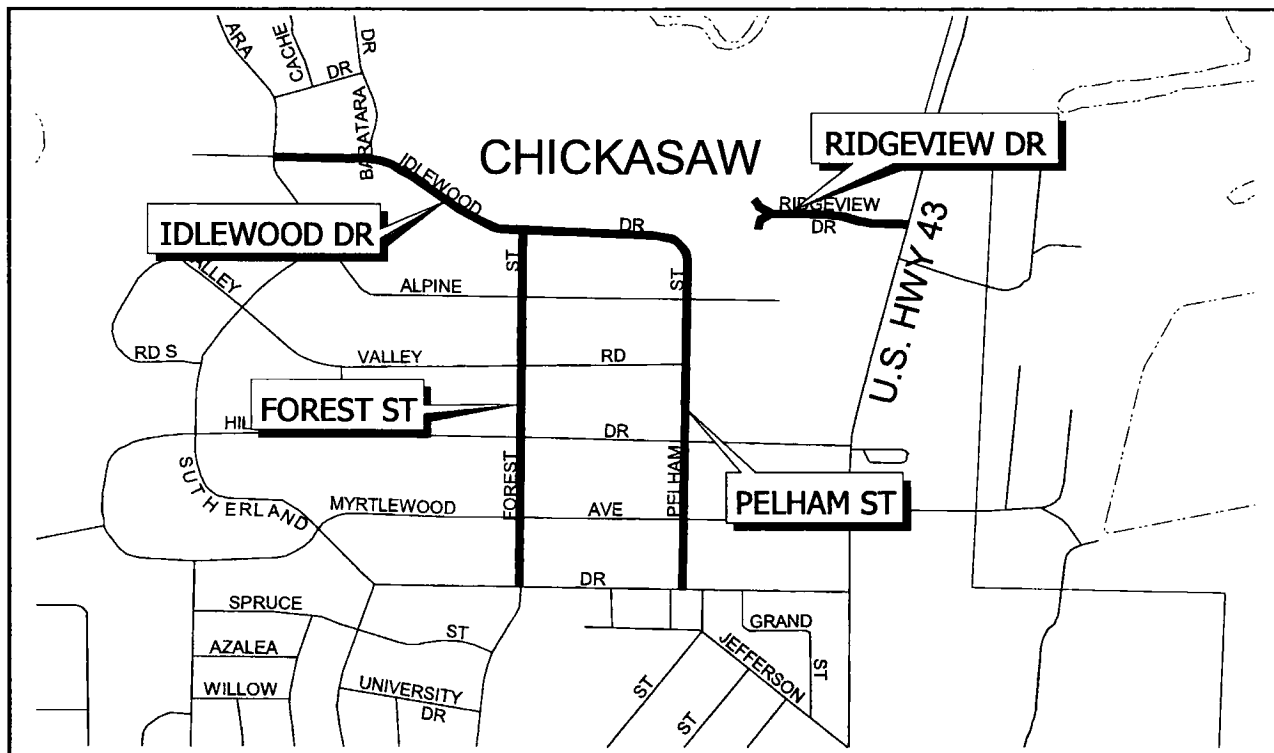 ARA
CACHE
DR
DR
BARATARA
CHICKASAW
RIDGEVIEW DR
IDLEWOOD
RIDGEVIEW
DR
IDLEWOOD DR
DR
U.S. HWY 43
ST
ST
ALLEY
ALPINE
RD S
VALLEY
RD
FOREST ST
HIL
DR
SUTHERLAND
FOREST
PELHAM
PELHAM ST
MYRTLEWOOD
AVE
DR
SPRUCE
ST
GRAND
ST
AZALEA
JEFFERSON
WILLOW
UNIVERSITY
DR
ST
ST